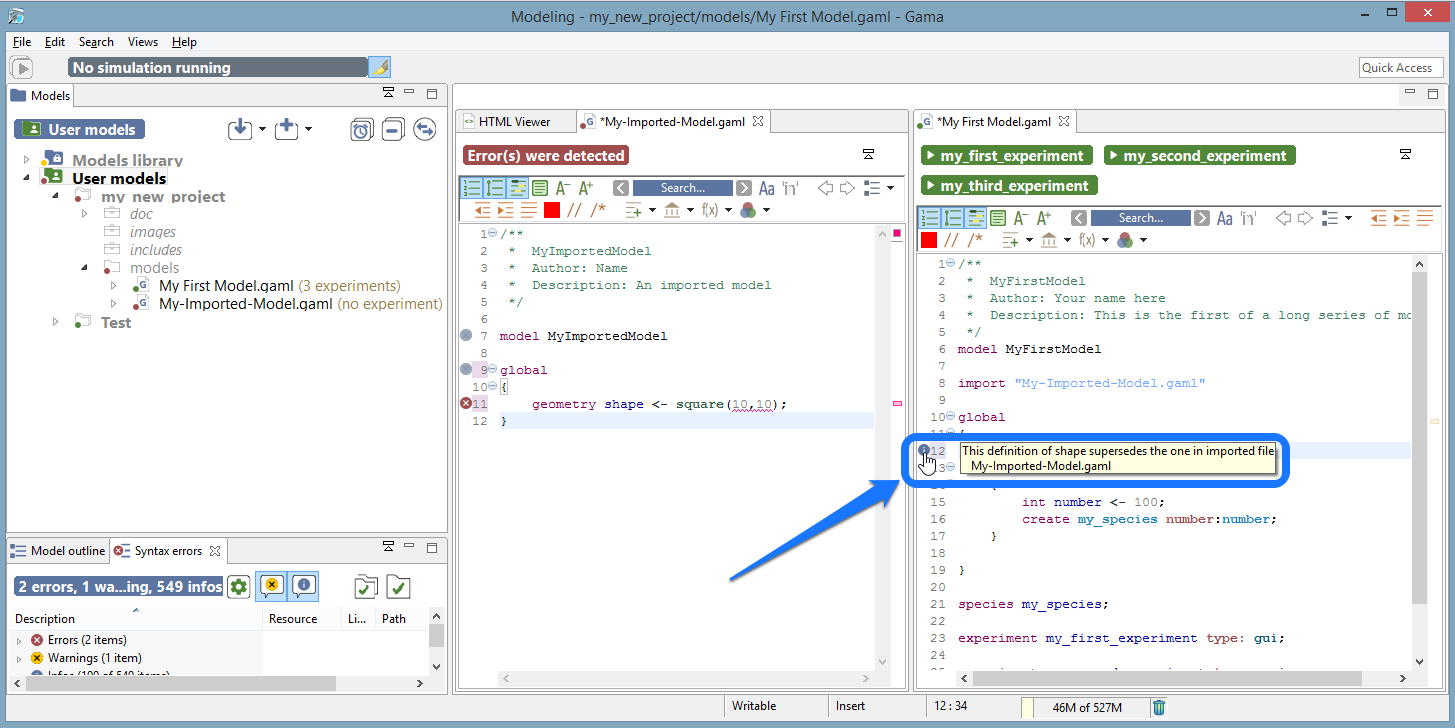 Modeling - my_new_project/models/My First Model.gaml - Gama
File Edit Search Views Help
No simulation running
Quick Access
Models
User models
Models library
User models
my_new_project
doc
images
includes
models
My First Model.gaml (3 experiments)
My-Imported-Model.gaml (no experiment)
Test
Model outline
Syntax errors
2 errors, 1 wa...ing, 549 infos
Description Resource Li... Path
Errors (2 items)
Warnings (1 item)
HTML Viewer
*My-Imported-Model.gaml
Error(s) were detected
A⁻ A⁺ Search... Aa 'n'
// /* f(x)
1 /**
2 * MyImportedModel
3 * Author: Name
4 * Description: An imported model
5 */
6
7 model MyImportedModel
8
9 global
10 {
11 geometry shape <- square(10,10);
12 }
*My First Model.gaml
my_first_experiment
my_second_experiment
my_third_experiment
A⁻ A⁺ Search... Aa 'n'
// /* f(x)
1 /**
2 * MyFirstModel
3 * Author: Your name here
4 * Description: This is the first of a long series of mo
5 */
6 model MyFirstModel
7
8 import "My-Imported-Model.gaml"
9
10 global
11 {
12
This definition of shape supersedes the one in imported file
My-Imported-Model.gaml
{
15 int number <- 100;
16 create my_species number:number;
17 }
18
19 }
20
21 species my_species;
22
23 experiment my_first_experiment type: gui;
24
Writable Insert 12 : 34 46M of 527M